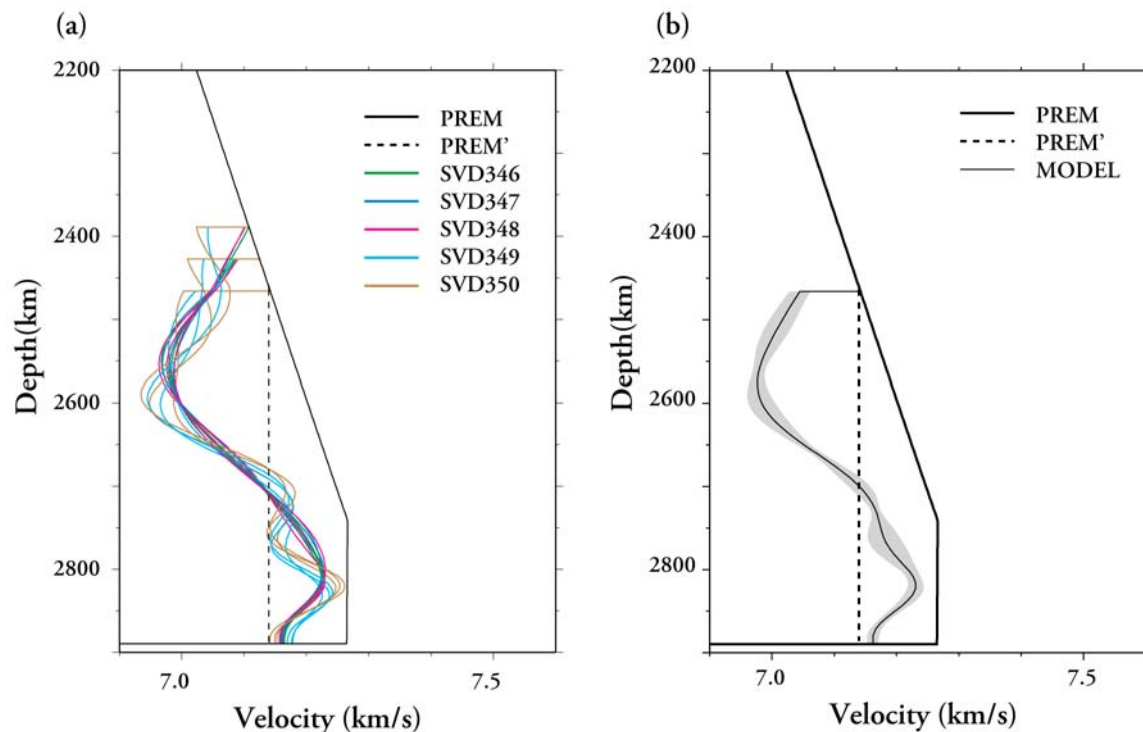 (a)
2200
2400
2600
2800
Depth(km)
PREM
PREM’
SVD346
SVD347
SVD348
SVD349
SVD350
7.0
7.5
Velocity (km/s)
(b)
2200
2400
2600
2800
Depth(km)
PREM
PREM’
MODEL
7.0
7.5
Velocity (km/s)